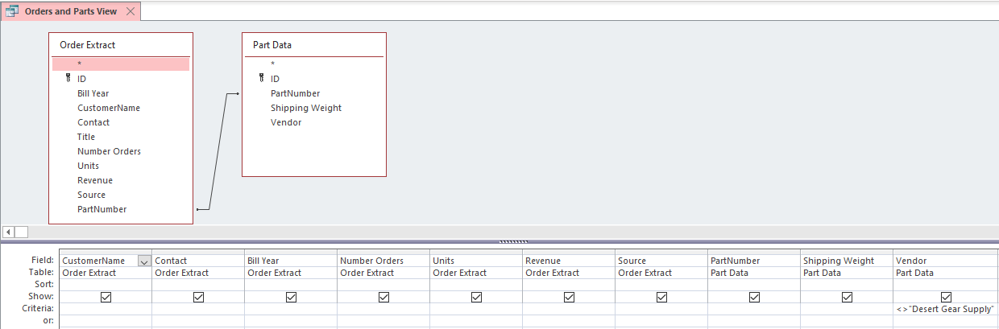 Orders and Parts View
Order Extract
*
ID
Bill Year
CustomerName
Contact
Title
Number Orders
Units
Revenue
Source
PartNumber
Part Data
*
ID
PartNumber
Shipping Weight
Vendor
Field: CustomerName Contact Bill Year Number Orders Units Revenue Source PartNumber Shipping Weight Vendor
Table: Order Extract Order Extract Order Extract Order Extract Order Extract Order Extract Order Extract Part Data Part Data Part Data
Sort:
Show:
Criteria: <>"Desert Gear Supply"
or: